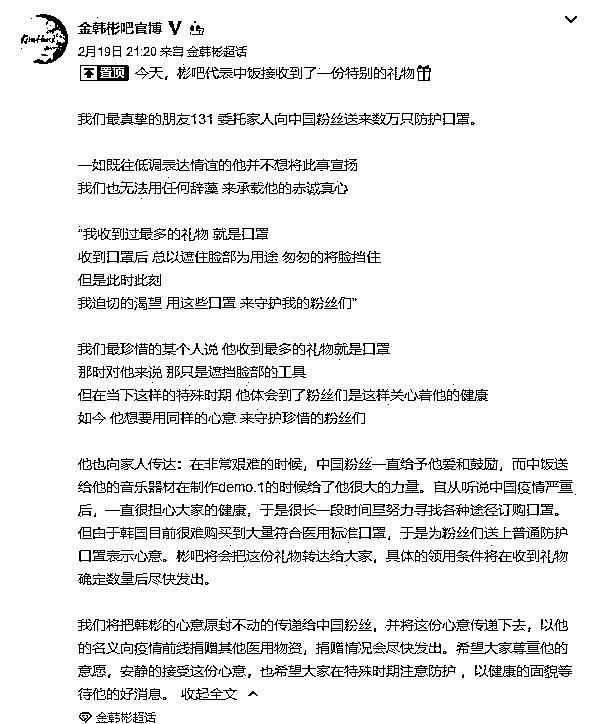 金韩彬吧官博
2月19日 21:20 来自 金韩彬超话
置顶 今天，彬吧代表中饭接收到了一份特别的礼物
我们最真挚的朋友131 委托家人向中国粉丝送来数万只防护口罩。
一如既往低调表达情谊的他并不想将此事宣扬
我们也无法用任何辞藻 来承载他的赤诚真心
“我收到过最多的礼物 就是口罩
收到口罩后 总以遮住脸部为用途 匆匆的将脸挡住
但是此时此刻
我迫切的渴望 用这些口罩 来守护我的粉丝们”
我们最珍惜的某个人说 他收到最多的礼物就是口罩
那时对他来说 那只是遮挡脸部的工具
但在当下这样的特殊时期 他体会到了粉丝们是这样关心着他的健康
如今 他想要用同样的心意 来守护珍惜的粉丝们
他也向家人传达：在非常艰难的时候，中国粉丝一直给予他爱和鼓励，而中饭送
给他的音乐器材在制作demo.1的时候给了他很大的力量。自从听说中国疫情严重
后，一直很担心大家的健康，于是很长一段时间里努力寻找各种途径订购口罩。
但由于韩国目前很难购买到大量符合医用标准口罩，于是为粉丝们送上普通防护
口罩表示心意。彬吧将会把这份礼物转达给大家，具体的领用条件将在收到礼物
确定数量后尽快发出。
我们将把韩彬的心意原封不动的传递给中国粉丝，并将这份心意传递下去，以他
的名义向疫情前线捐赠其他医用物资，捐赠情况会尽快发出。希望大家尊重他的
意愿，安静的接受这份心意，也希望大家在特殊时期注意防护，以健康的面貌等
待他的好消息。 收起全文
金韩彬超话